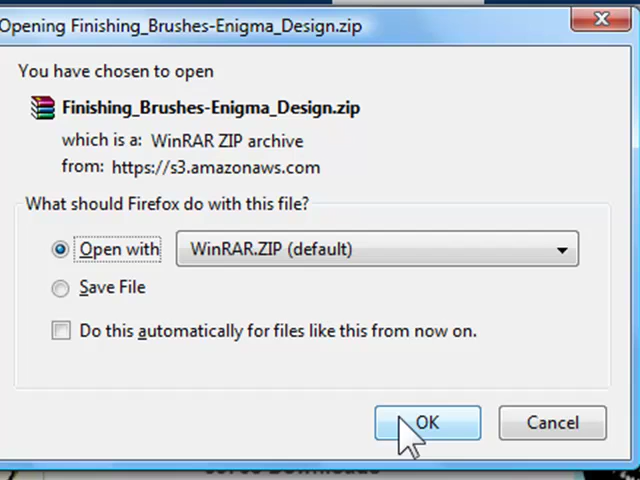 Opening Finishing_Brushes-Enigma_Design.zip
You have chosen to open
Finishing_Brushes-Enigma_Design.zip
which is a: WinRAR ZIP archive
from: https://s3.amazonaws.com
What should Firefox do with this file?
Open with WinRAR.ZIP (default)
Save File
Do this automatically for files like this from now on.
OK Cancel